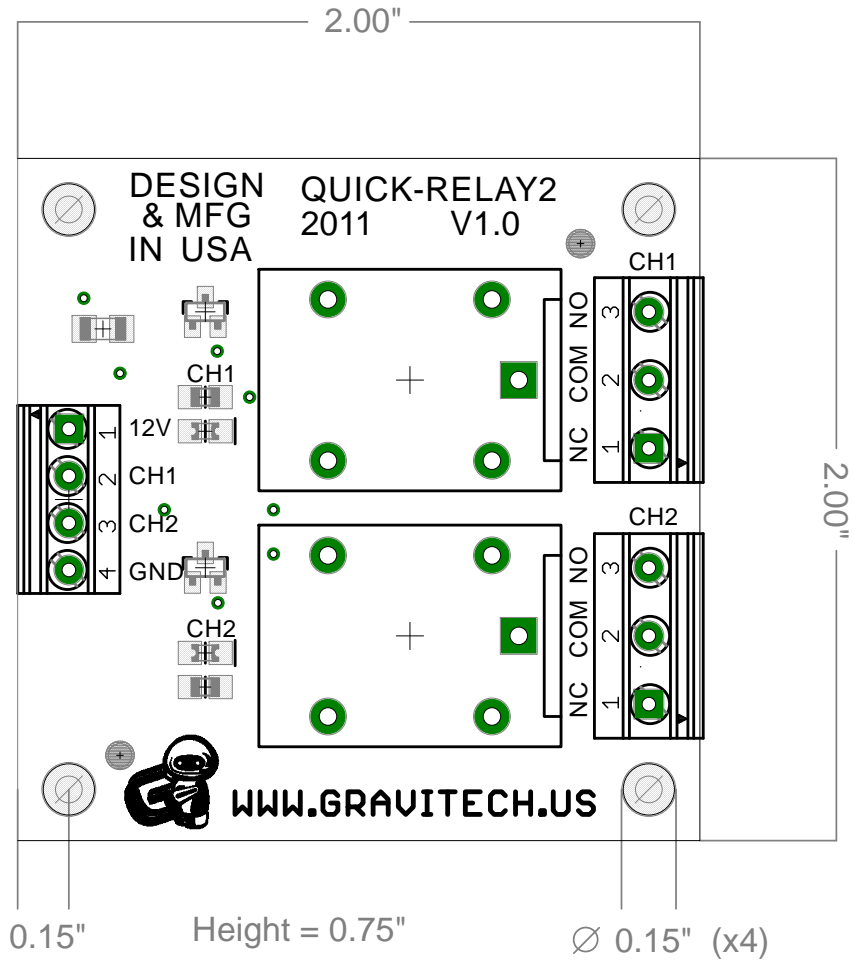 2.00"
DESIGN
& MFG
IN USA
QUICK-RELAY2
2011 V1.0
CH1
NO
COM
NC
3
2
1
CH1
1
2
3
4
12V
CH1
CH2
GND
2.00"
CH2
NO
COM
NC
3
2
1
CH2
WWW.GRAVITECH.US
0.15"
Height = 0.75"
∅ 0.15" (x4)